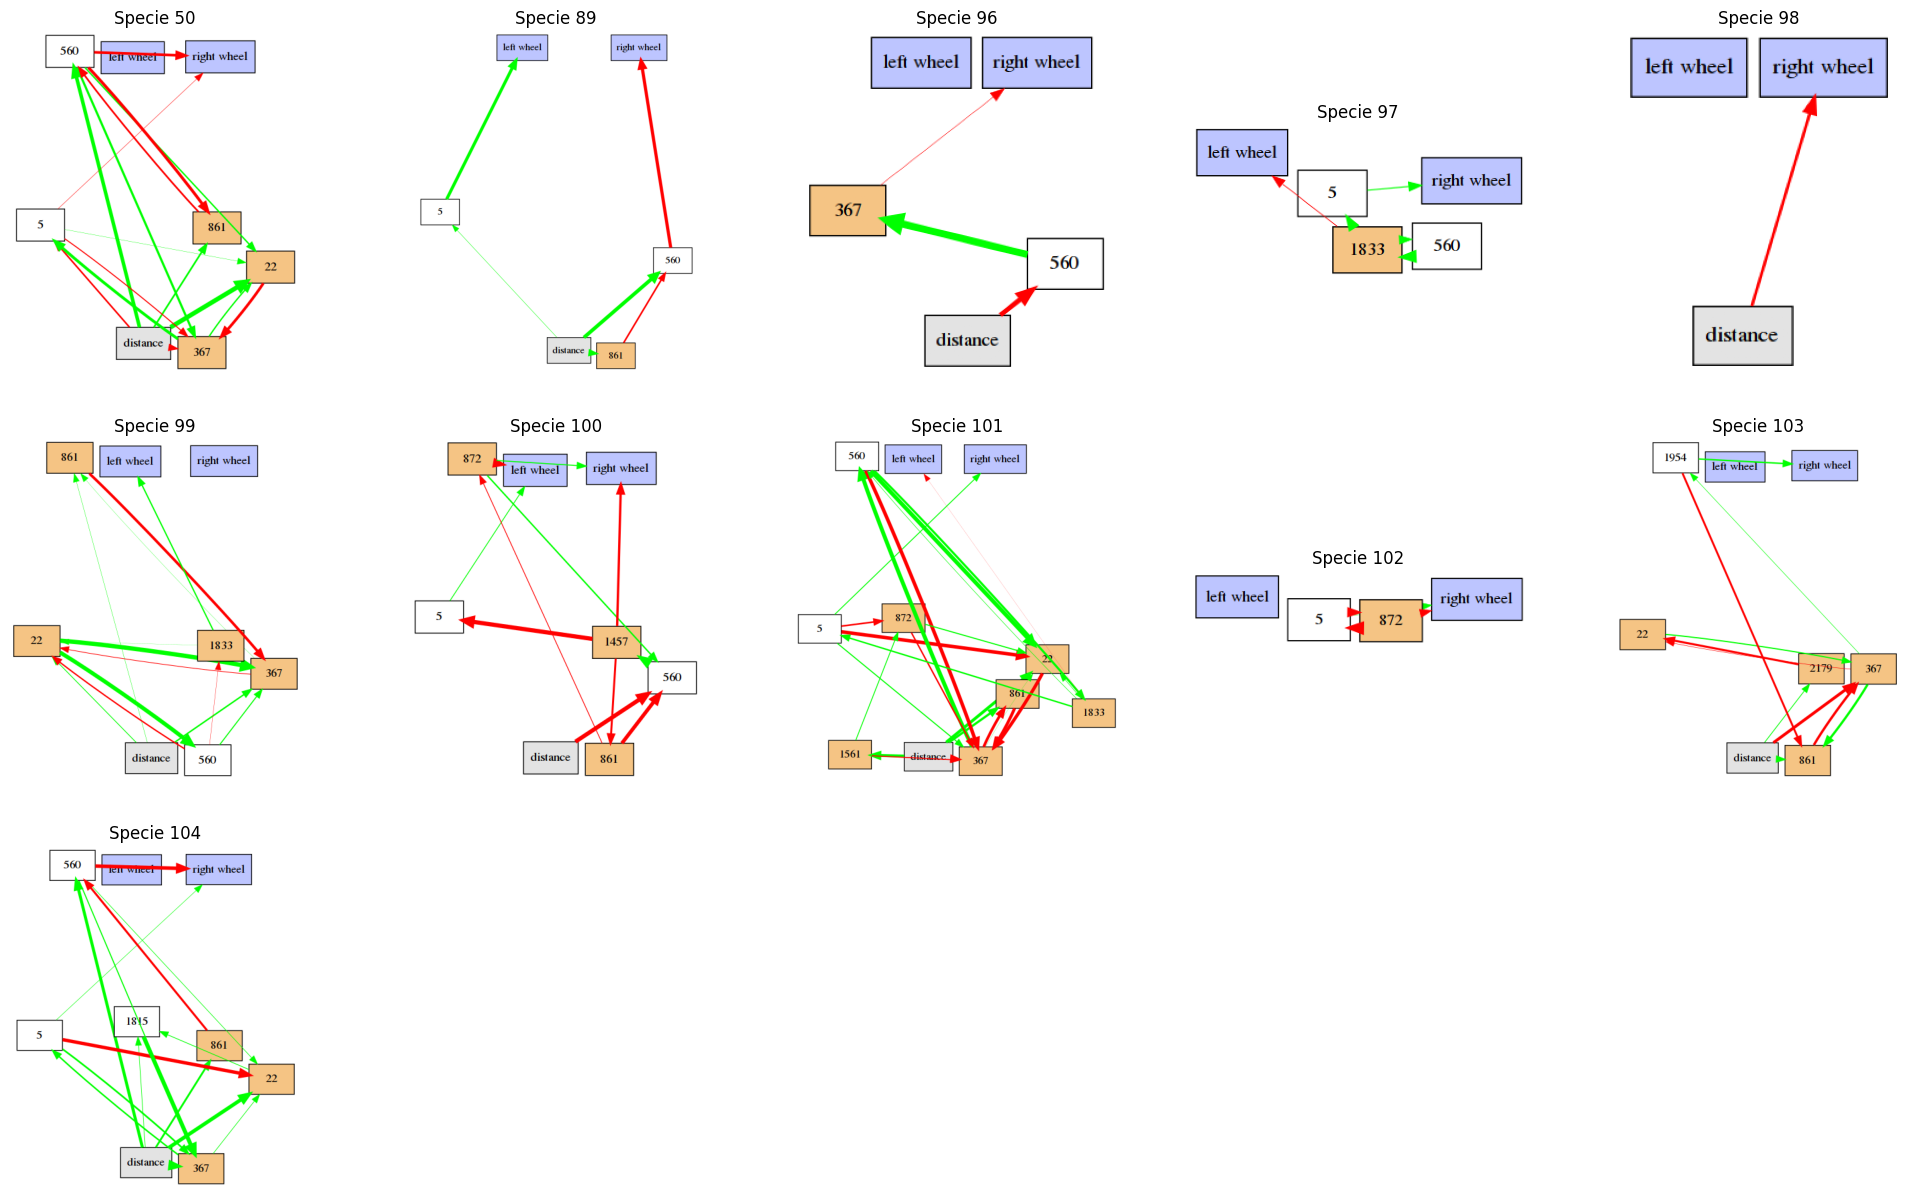 Specie 50
560
left wheel
right wheel
5
861
22
distance
367
Specie 89
left wheel
right wheel
5
560
distance
861
Specie 96
left wheel
right wheel
367
560
distance
Specie 97
left wheel
5
right wheel
1833
560
Specie 98
left wheel
right wheel
distance
Specie 99
861
left wheel
right wheel
22
1833
367
distance
560
Specie 100
872
left wheel
right wheel
5
1457
560
distance
861
Specie 101
560
left wheel
right wheel
5
872
22
861
1833
1561
distance
367
Specie 102
left wheel
5
872
right wheel
Specie 103
1954
left wheel
right wheel
22
2179
367
distance
861
Specie 104
560
left wheel
right wheel
5
1815
861
22
distance
367